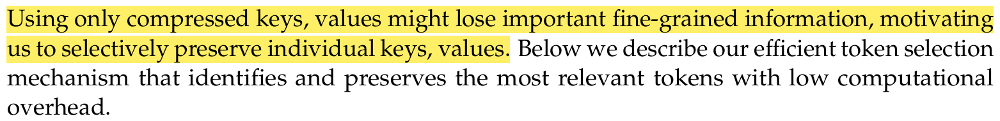 Using only compressed keys, values might lose important fine-grained information, motivating
us to selectively preserve individual keys, values. Below we describe our efficient token selection
mechanism that identifies and preserves the most relevant tokens with low computational
overhead.